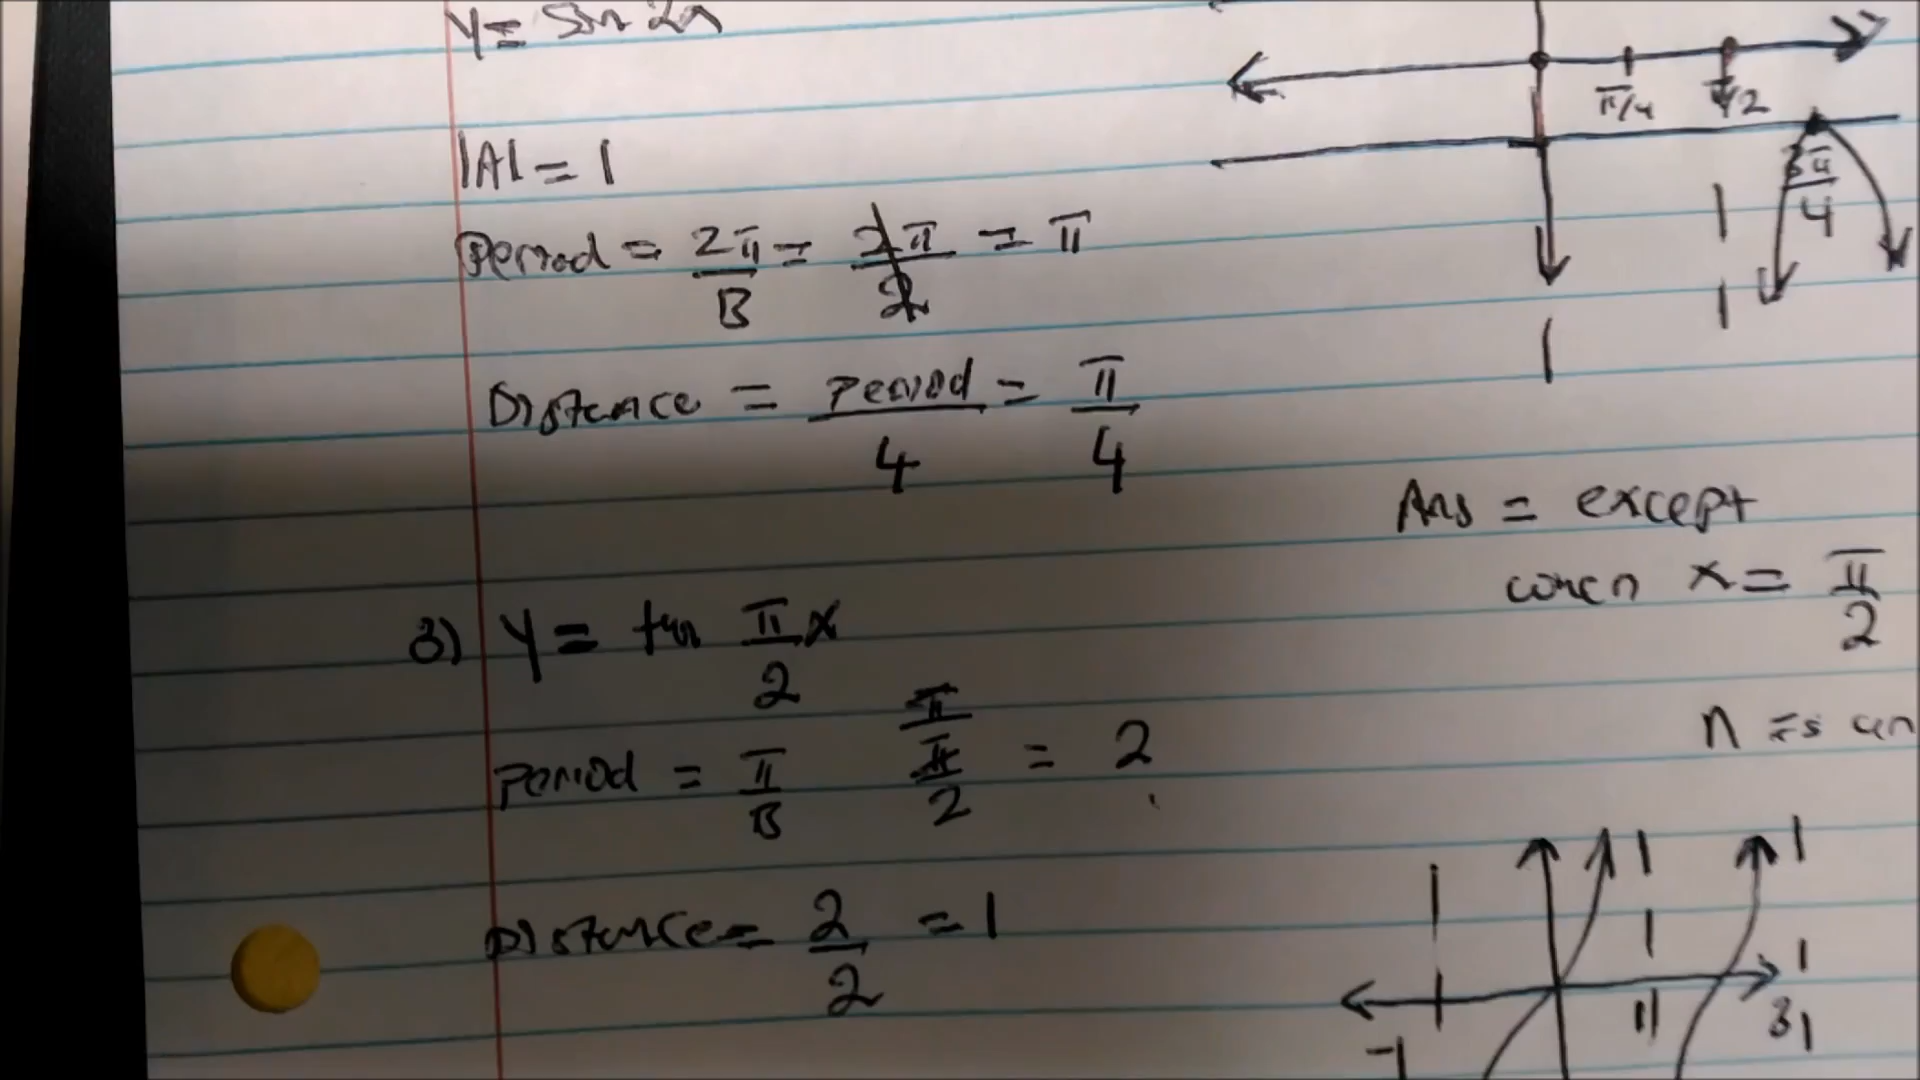 y = sin 2x
|A| = 1
Period = 2π/B = 2π/2 = π
Distance = period/4 = π/4
π/4 π/2
3π/4
Ans = except
when x = π/2
n is an
3) y = tan π/2 x
period = π/B π/(π/2) = 2
Distance = 2/2 = 1
-1 1 3